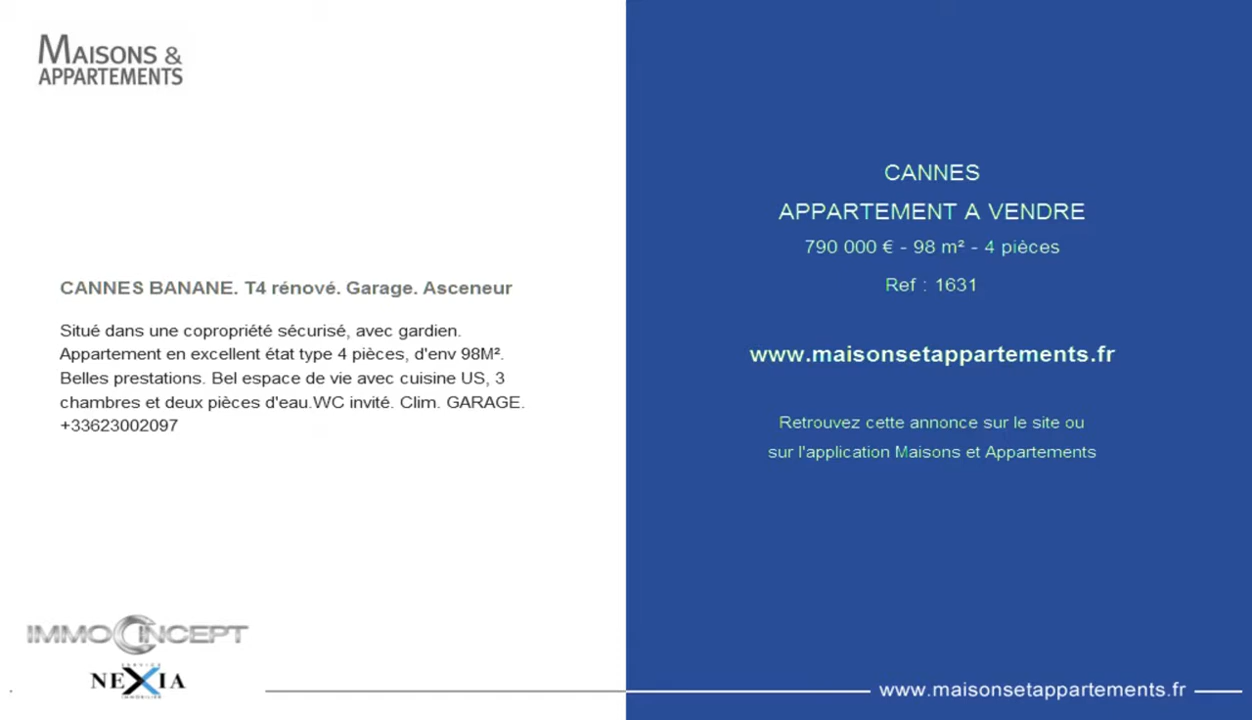 MAISONS &
APPARTEMENTS
CANNES BANANE. T4 rénové. Garage. Asceneur
Situé dans une copropriété sécurisé, avec gardien.
Appartement en excellent état type 4 pièces, d'env 98M².
Belles prestations. Bel espace de vie avec cuisine US, 3
chambres et deux pièces d'eau.WC invité. Clim. GARAGE.
+33623002097
IMMOCONCEPT
SERVICE
NEXIA
IMMOBILIER
CANNES
APPARTEMENT A VENDRE
790 000 € - 98 m² - 4 pièces
Ref : 1631
www.maisonsetappartements.fr
Retrouvez cette annonce sur le site ou
sur l'application Maisons et Appartements
www.maisonsetappartements.fr